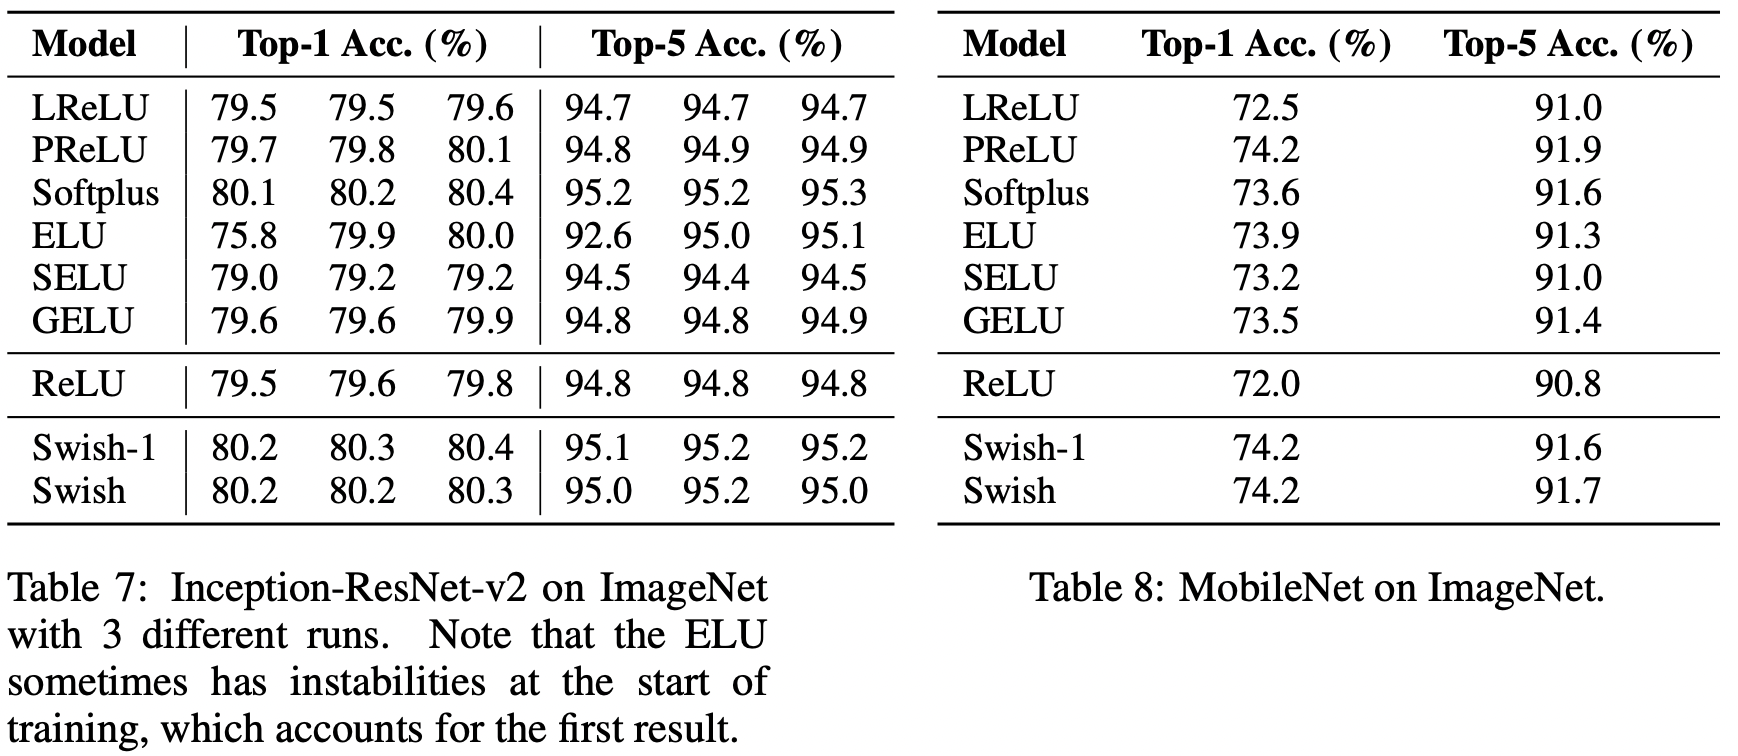 Model Top-1 Acc. (%) Top-5 Acc. (%)
LReLU 79.5 79.5 79.6 94.7 94.7 94.7
PReLU 79.7 79.8 80.1 94.8 94.9 94.9
Softplus 80.1 80.2 80.4 95.2 95.2 95.3
ELU 75.8 79.9 80.0 92.6 95.0 95.1
SELU 79.0 79.2 79.2 94.5 94.4 94.5
GELU 79.6 79.6 79.9 94.8 94.8 94.9
ReLU 79.5 79.6 79.8 94.8 94.8 94.8
Swish-1 80.2 80.3 80.4 95.1 95.2 95.2
Swish 80.2 80.2 80.3 95.0 95.2 95.0
Table 7: Inception-ResNet-v2 on ImageNet
with 3 different runs. Note that the ELU
sometimes has instabilities at the start of
training, which accounts for the first result.
Model Top-1 Acc. (%) Top-5 Acc. (%)
LReLU 72.5 91.0
PReLU 74.2 91.9
Softplus 73.6 91.6
ELU 73.9 91.3
SELU 73.2 91.0
GELU 73.5 91.4
ReLU 72.0 90.8
Swish-1 74.2 91.6
Swish 74.2 91.7
Table 8: MobileNet on ImageNet.